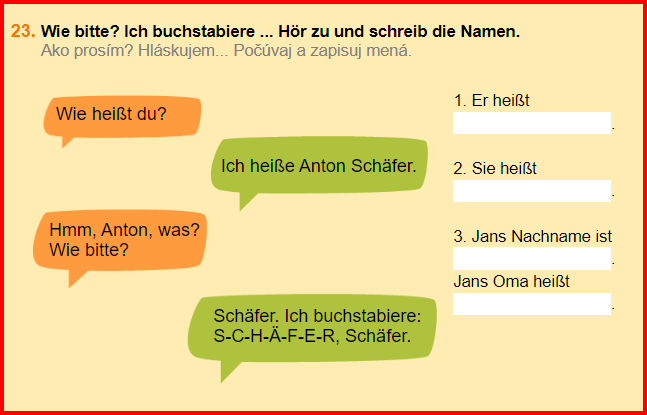 23. Wie bitte? Ich buchstabiere ... Hör zu und schreib die Namen.
Ako prosím? Hláskujem... Počúvaj a zapisuj mená.
Wie heißt du?
Ich heiße Anton Schäfer.
Hmm, Anton, was?
Wie bitte?
Schäfer. Ich buchstabiere:
S-C-H-Ä-F-E-R, Schäfer.
1. Er heißt
.
2. Sie heißt
.
3. Jans Nachname ist
.
Jans Oma heißt
.